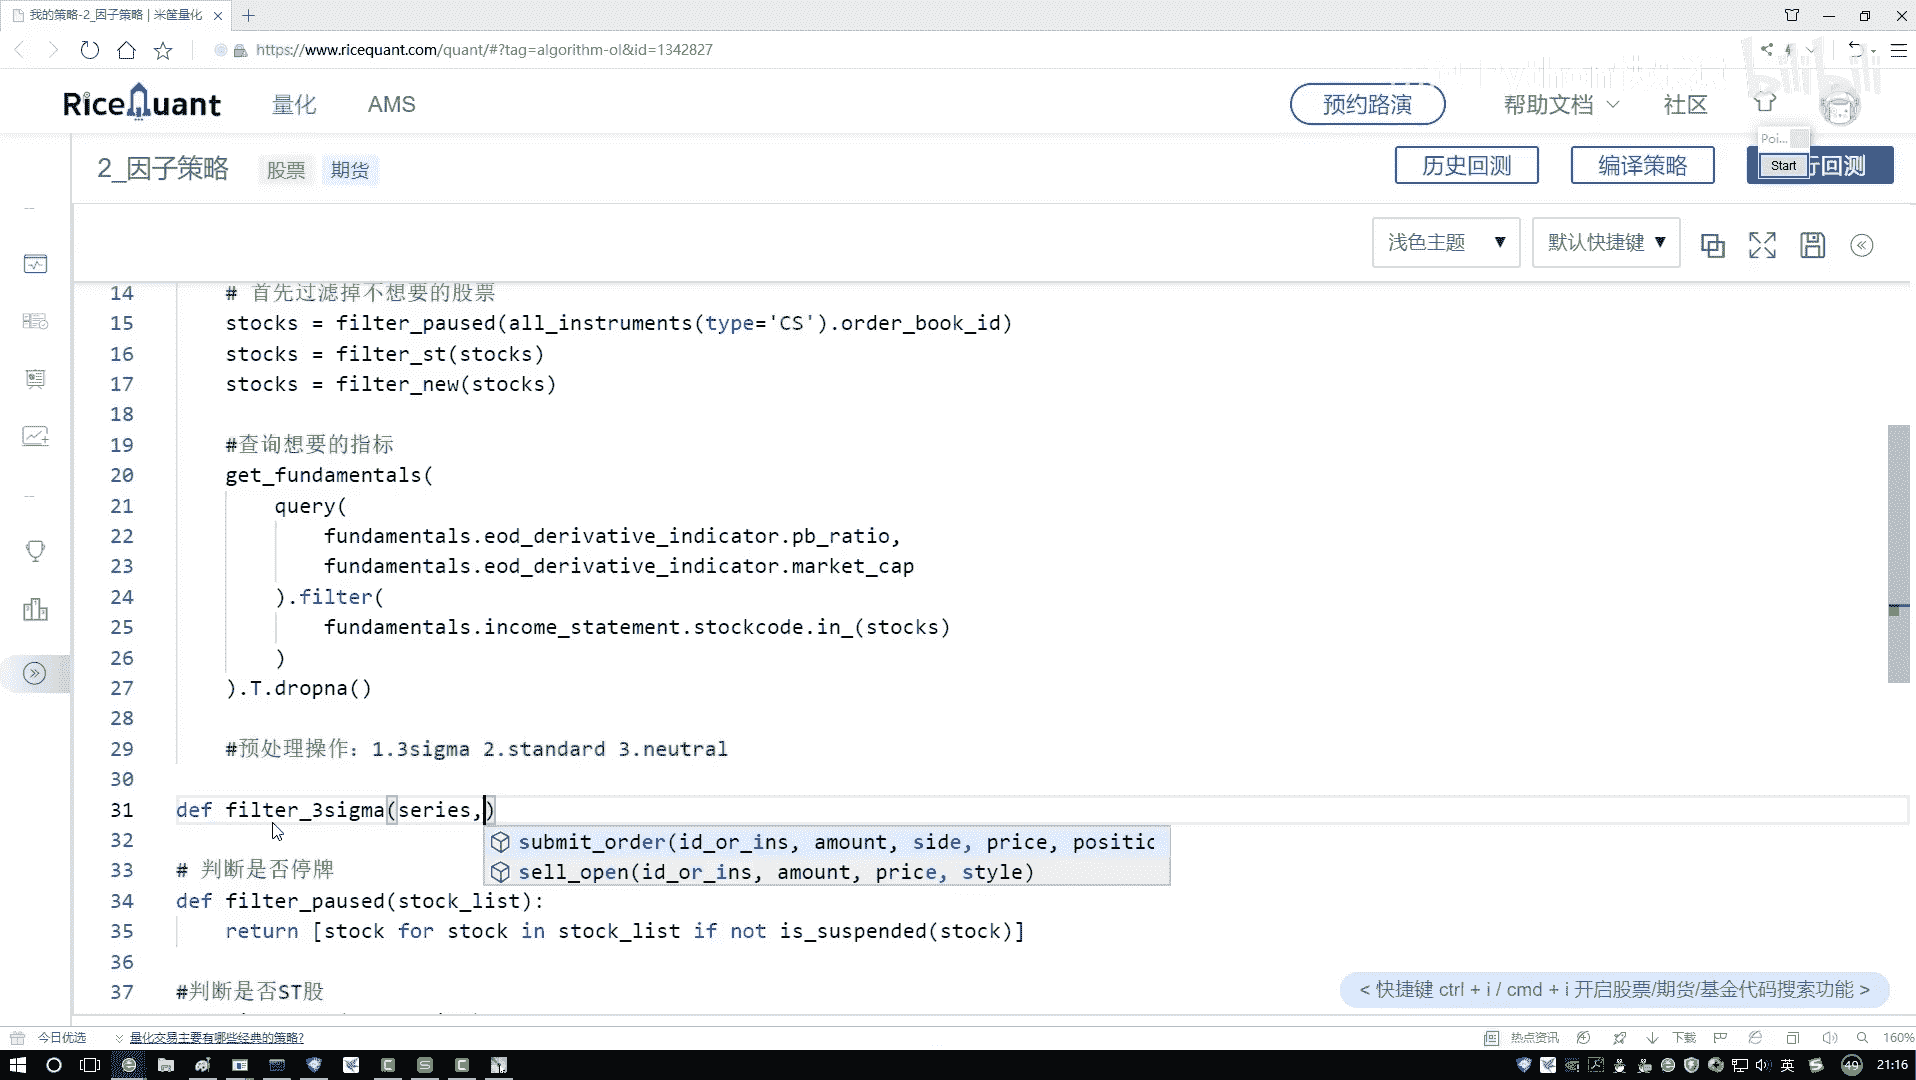 我的策略-2_因子策略 | 米筐量化
https://www.ricequant.com/quant/#?tag=algorithm-ol&id=1342827
RiceQuant 量化 AMS 预约路演 帮助文档 社区
bilibili
Poi...
Start
2_因子策略 股票 期货 历史回测 编译策略 行回测
浅色主题 ▼ 默认快捷键 ▼
14 # 首先过滤掉不想要的股票
15 stocks = filter_paused(all_instruments(type='CS').order_book_id)
16 stocks = filter_st(stocks)
17 stocks = filter_new(stocks)
18
19 #查询想要的指标
20 get_fundamentals(
21 query(
22 fundamentals.eod_derivative_indicator.pb_ratio,
23 fundamentals.eod_derivative_indicator.market_cap
24 ).filter(
25 fundamentals.income_statement.stockcode.in_(stocks)
26 )
27 ).T.dropna()
28
29 #预处理操作：1.3sigma 2.standard 3.neutral
30
31 def filter_3sigma(series,)
submit_order(id_or_ins, amount, side, price, positic
sell_open(id_or_ins, amount, price, style)
32
33 # 判断是否停牌
34 def filter_paused(stock_list):
35 return [stock for stock in stock_list if not is_suspended(stock)]
36
37 #判断是否ST股
< 快捷键 ctrl + i / cmd + i 开启股票/期货/基金代码搜索功能 >
今日优选 量化交易主要有哪些经典的策略? 热点资讯 下载 160%
英 49 21:16